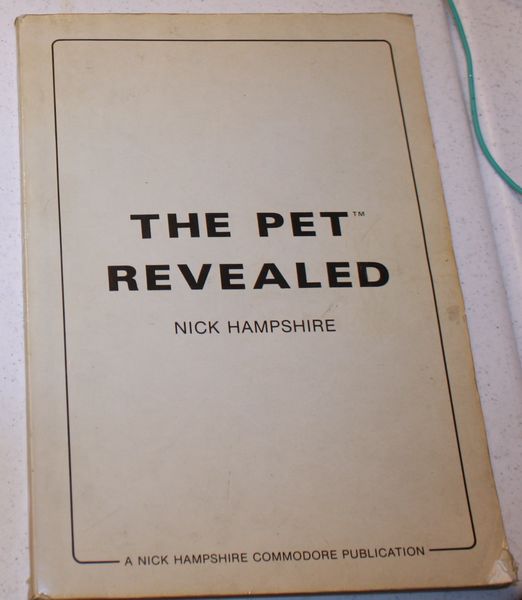 THE PET™
REVEALED
NICK HAMPSHIRE
A NICK HAMPSHIRE COMMODORE PUBLICATION